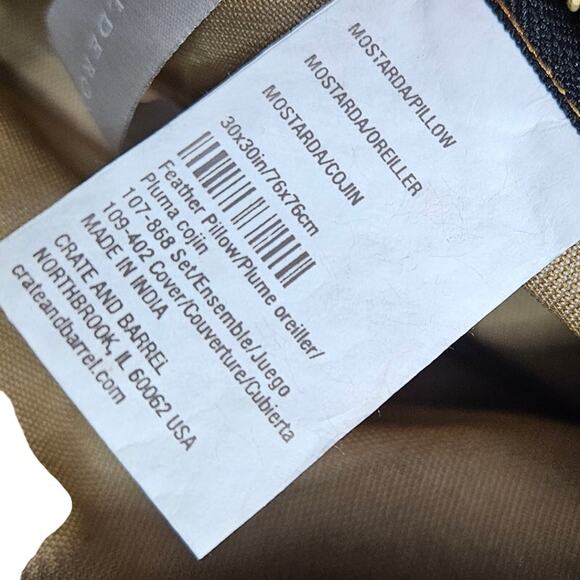 MOSTARDA/PILLOW
MOSTARDA/OREILLER
MOSTARDA/COJIN
30x30in/76x76cm
Feather Pillow/Plume oreiller/
Pluma cojin
107-868 Set/Ensemble/Juego
109-402 Cover/Couverture/Cubierta
MADE IN INDIA
CRATE AND BARREL
NORTHBROOK, IL 60062 USA
crateandbarrel.com